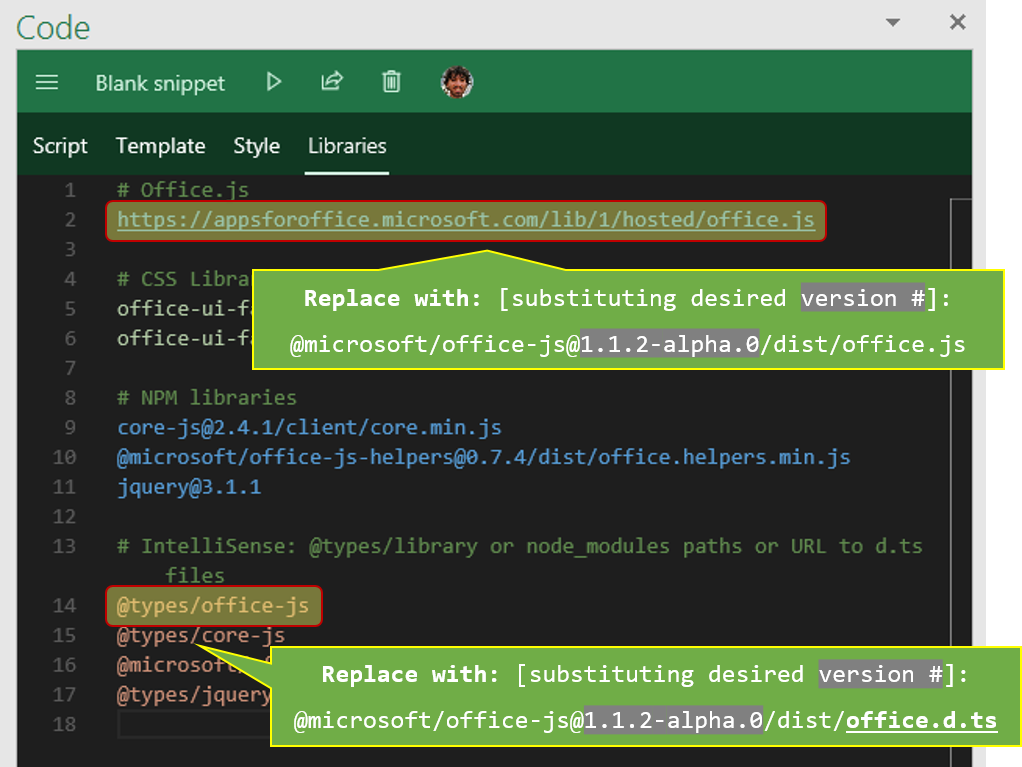 Code
Blank snippet
Script Template Style Libraries
1 # Office.js
2 https://appsforoffice.microsoft.com/lib/1/hosted/office.js
3
4 # CSS Libra
5 office-ui-fa
6 office-ui-fa
Replace with: [substituting desired version #]:
@microsoft/office-js@1.1.2-alpha.0/dist/office.js
7
8 # NPM libraries
9 core-js@2.4.1/client/core.min.js
10 @microsoft/office-js-helpers@0.7.4/dist/office.helpers.min.js
11 jquery@3.1.1
12
13 # IntelliSense: @types/library or node_modules paths or URL to d.ts
files
14 @types/office-js
15 @types/core-js
16 @microsoft/
17 @types/jquery
18
Replace with: [substituting desired version #]:
@microsoft/office-js@1.1.2-alpha.0/dist/office.d.ts